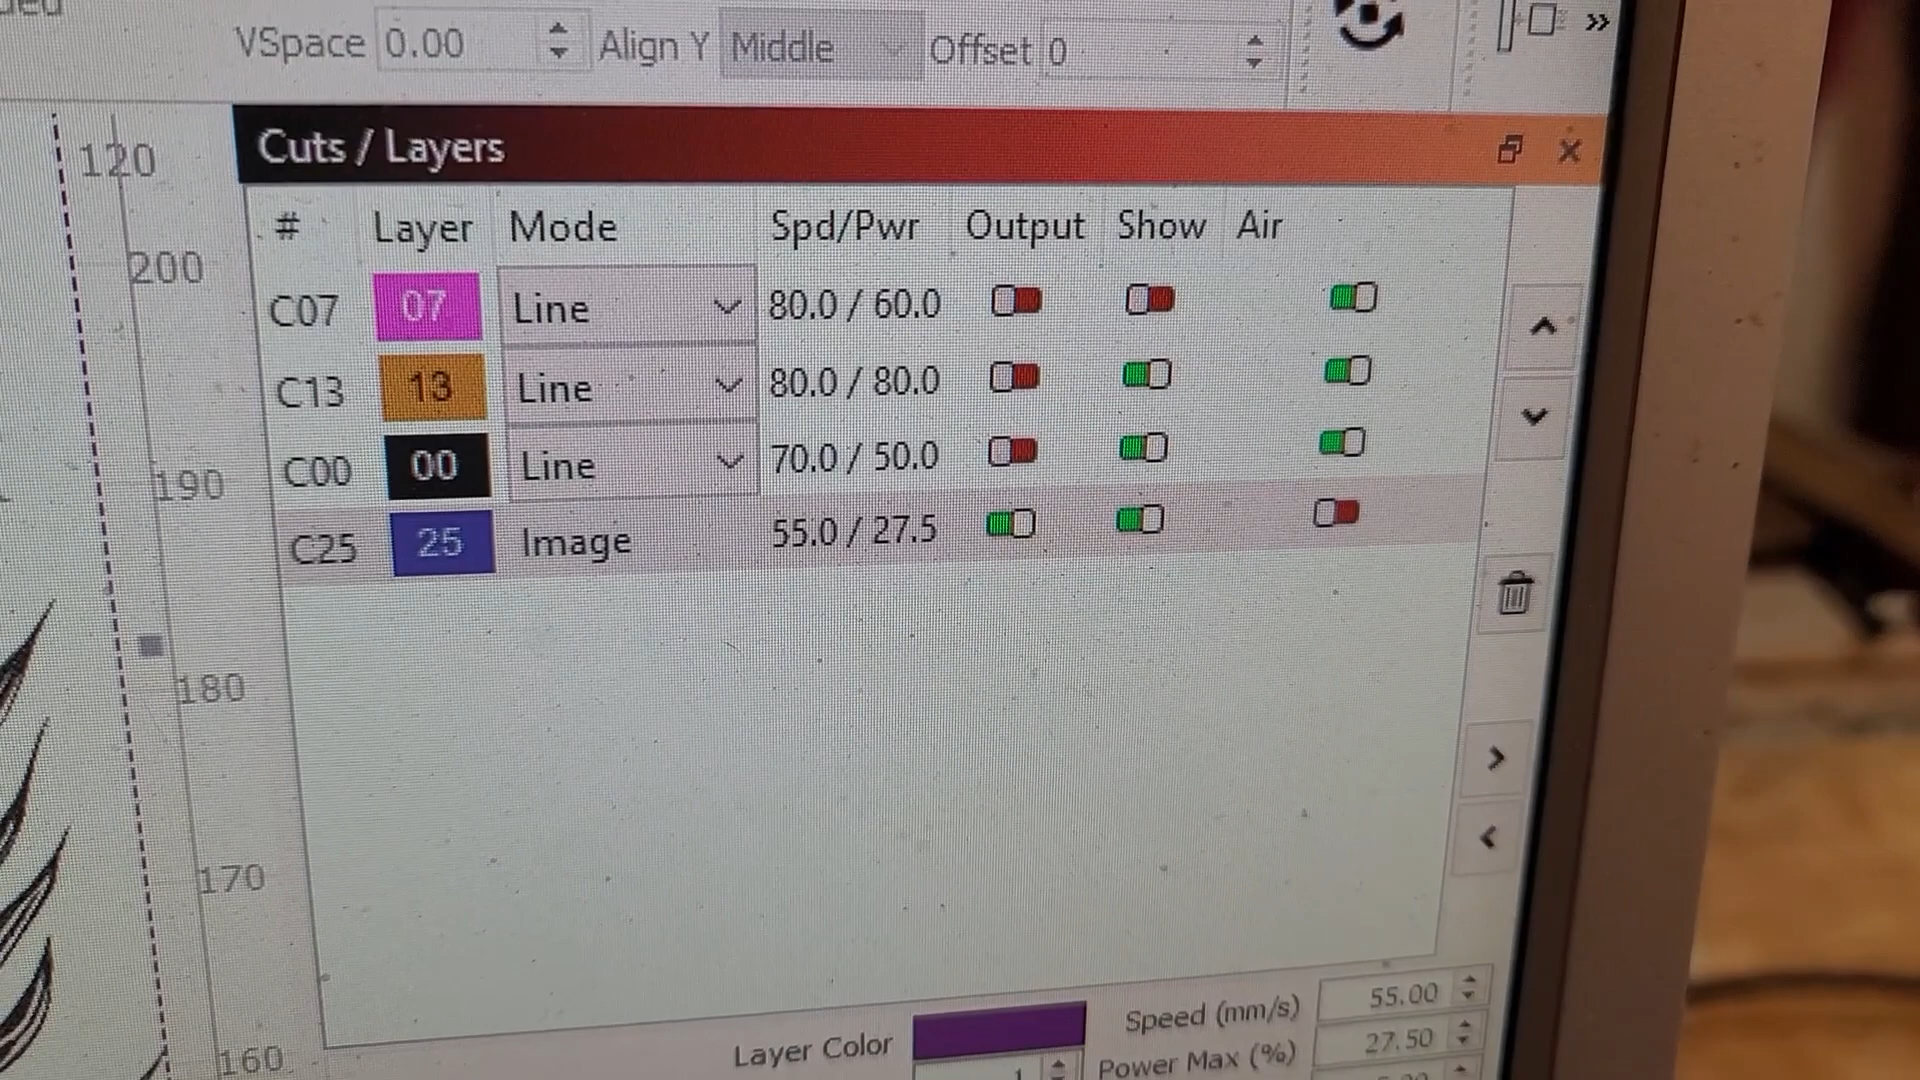 VSpace 0.00 Align Y Middle Offset 0
Cuts / Layers
# Layer Mode Spd/Pwr Output Show Air
C07 07 Line 80.0 / 60.0
C13 13 Line 80.0 / 80.0
C00 00 Line 70.0 / 50.0
C25 25 Image 55.0 / 27.5
120
200
190
180
170
160
Layer Color Speed (mm/s) 55.00
1 Power Max (%) 27.50